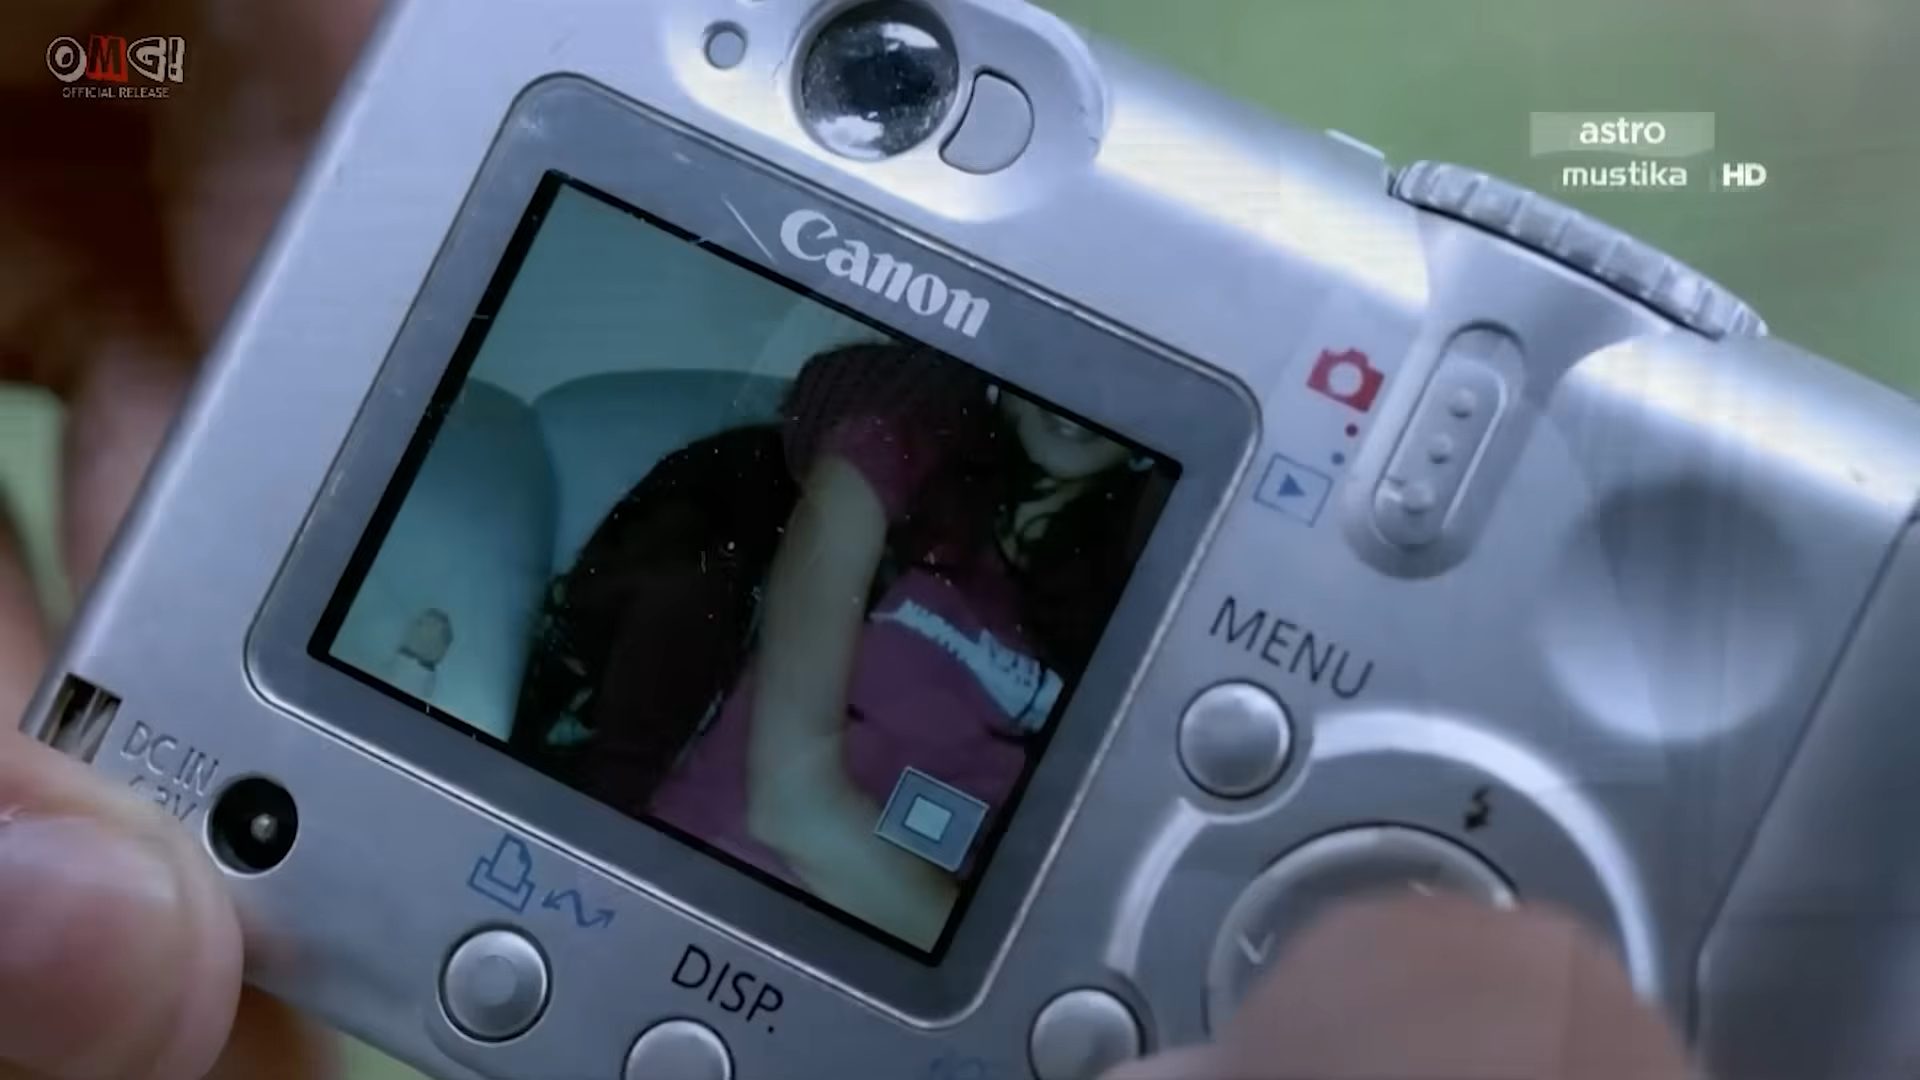 OMG!
OFFICIAL RELEASE
astro
mustika HD
Canon
MENU
DC IN
DISP.